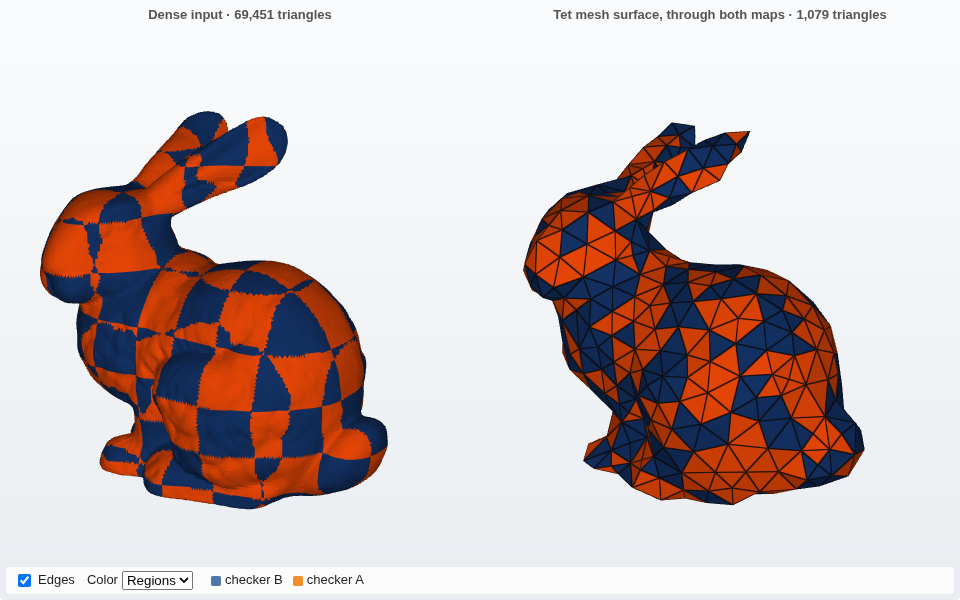 Dense input · 69,451 triangles
Tet mesh surface, through both maps · 1,079 triangles
Edges Color Regions checker B checker A